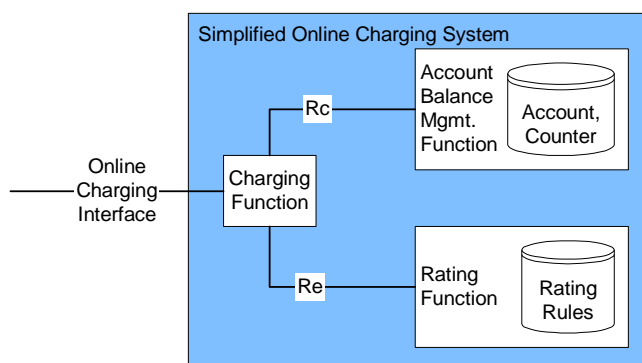 Simplified Online Charging System
Account
Balance
Mgmt.
Function
Account,
Counter
Rc
Online
Charging
Interface
Charging
Function
Re
Rating
Function
Rating
Rules